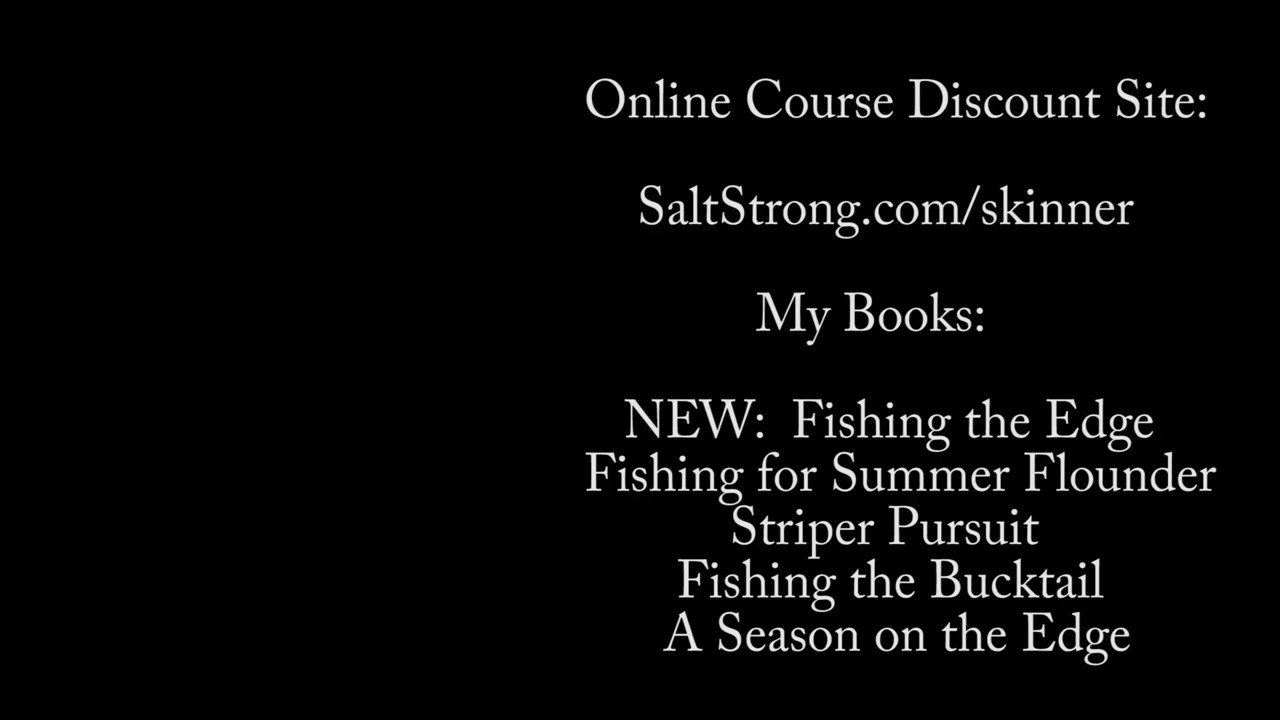 Online Course Discount Site:
SaltStrong.com/skinner
My Books:
NEW:  Fishing the Edge
Fishing for Summer Flounder
Striper Pursuit
Fishing the Bucktail
A Season on the Edge